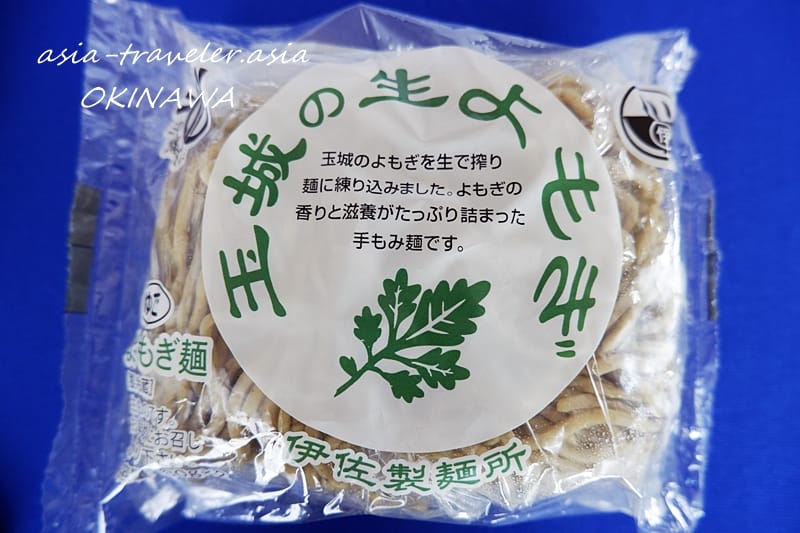 asia-traveler.asia
OKINAWA
玉城の生よもぎ
玉城のよもぎを生で搾り
麺に練り込みました。よもぎの
香りと滋養がたっぷり詰まった
手もみ麺です。
よもぎ麺
お召し
伊佐製麺所